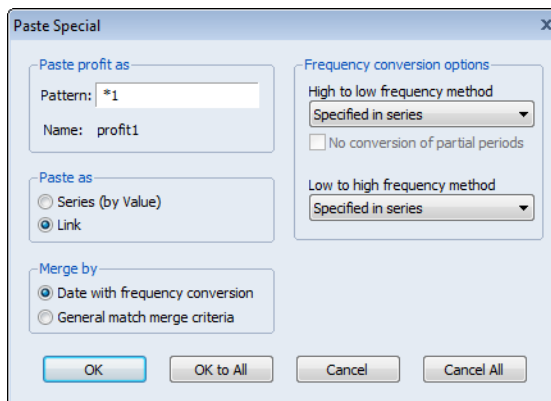 Paste Special
x
Paste profit as
Pattern: *1
Name: profit1
Paste as
Series (by Value)
Link
Merge by
Date with frequency conversion
General match merge criteria
Frequency conversion options
High to low frequency method
Specified in series
No conversion of partial periods
Low to high frequency method
Specified in series
OK
OK to All
Cancel
Cancel All